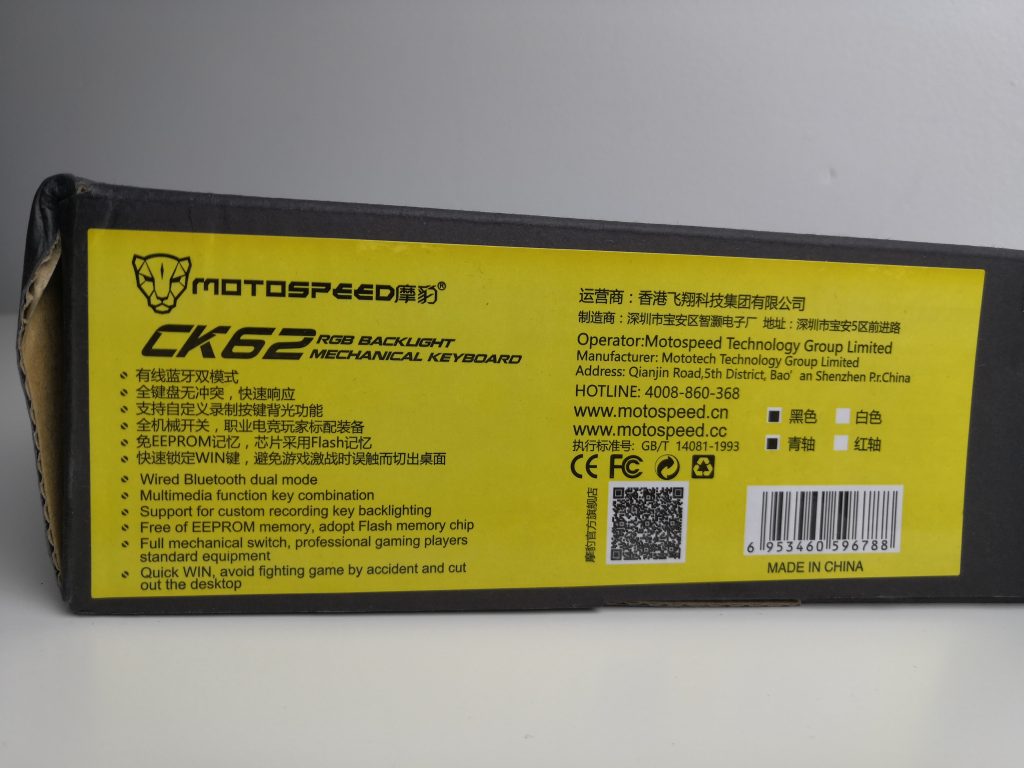 MOTOSPEED摩豹®
CK62 RGB BACKLIGHT
MECHANICAL KEYBOARD
有线蓝牙双模式
全键盘无冲突，快速响应
支持自定义录制按键背光功能
全机械开关，职业电竞玩家标配装备
免EEPROM记忆，芯片采用Flash记忆
快速锁定WIN键，避免游戏激战时误触而切出桌面
Wired Bluetooth dual mode
Multimedia function key combination
Support for custom recording key backlighting
Free of EEPROM memory, adopt Flash memory chip
Full mechanical switch, professional gaming players
standard equipment
Quick WIN, avoid fighting game by accident and cut
out the desktop
运营商：香港飞翔科技集团有限公司
制造商：深圳市宝安区智灏电子厂 地址：深圳市宝安5区前进路
Operator:Motospeed Technology Group Limited
Manufacturer: Mototech Technology Group Limited
Address: Qianjin Road,5th District, Bao'an Shenzhen P.r.China
HOTLINE: 4008-860-368
www.motospeed.cn
www.motospeed.cc
黑色 白色
青轴 红轴
执行标准号: GB/T 14081-1993
CE FC
摩豹官方旗舰店
6 953460 596788
MADE IN CHINA